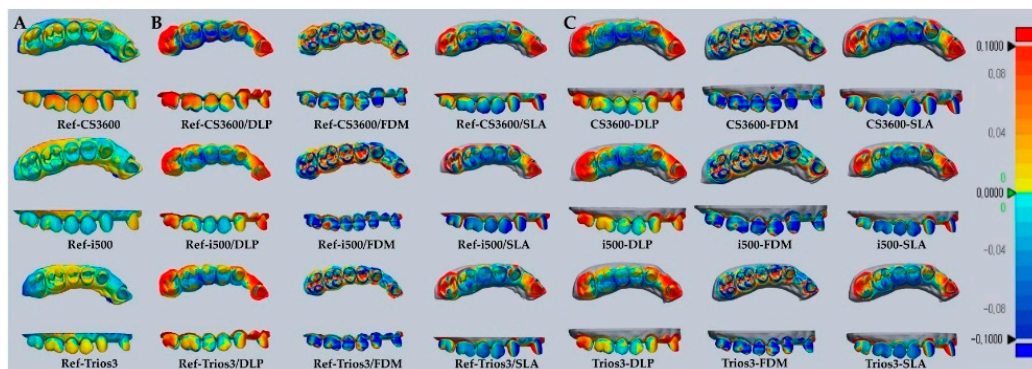 A B C
0,1000
0.08
Ref-CS3600 Ref-CS3600/DLP Ref-CS3600/FDM Ref-CS3600/SLA CS3600-DLP CS3600-FDM CS3600-SLA
0.04
0
0,0000
0
Ref-i500 Ref-i500/DLP Ref-i500/FDM Ref-i500/SLA i500-DLP i500-FDM i500-SLA
-0.04
-0.08
-0,1000
Ref-Trios3 Ref-Trios3/DLP Ref-Trios3/FDM Ref-Trios3/SLA Trios3-DLP Trios3-FDM Trios3-SLA